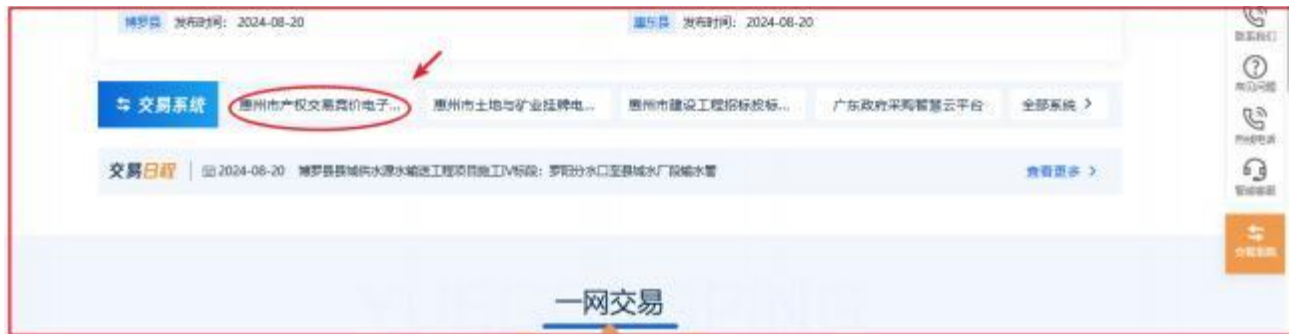 博罗县 发布时间：2024-08-20
惠东县 发布时间：2024-08-20
交易系统
惠州市产权交易竞价电子...
惠州市土地与矿业挂牌电...
惠州市建设工程招标投标...
广东政府采购智慧云平台
全部系统 >
交易日程
2024-08-20 博罗县县城供水源水输送工程项目施工IV标段：罗阳分水口至县城水厂段输水管
查看更多 >
联系我们
常见问题
热线电话
智能客服
一网交易